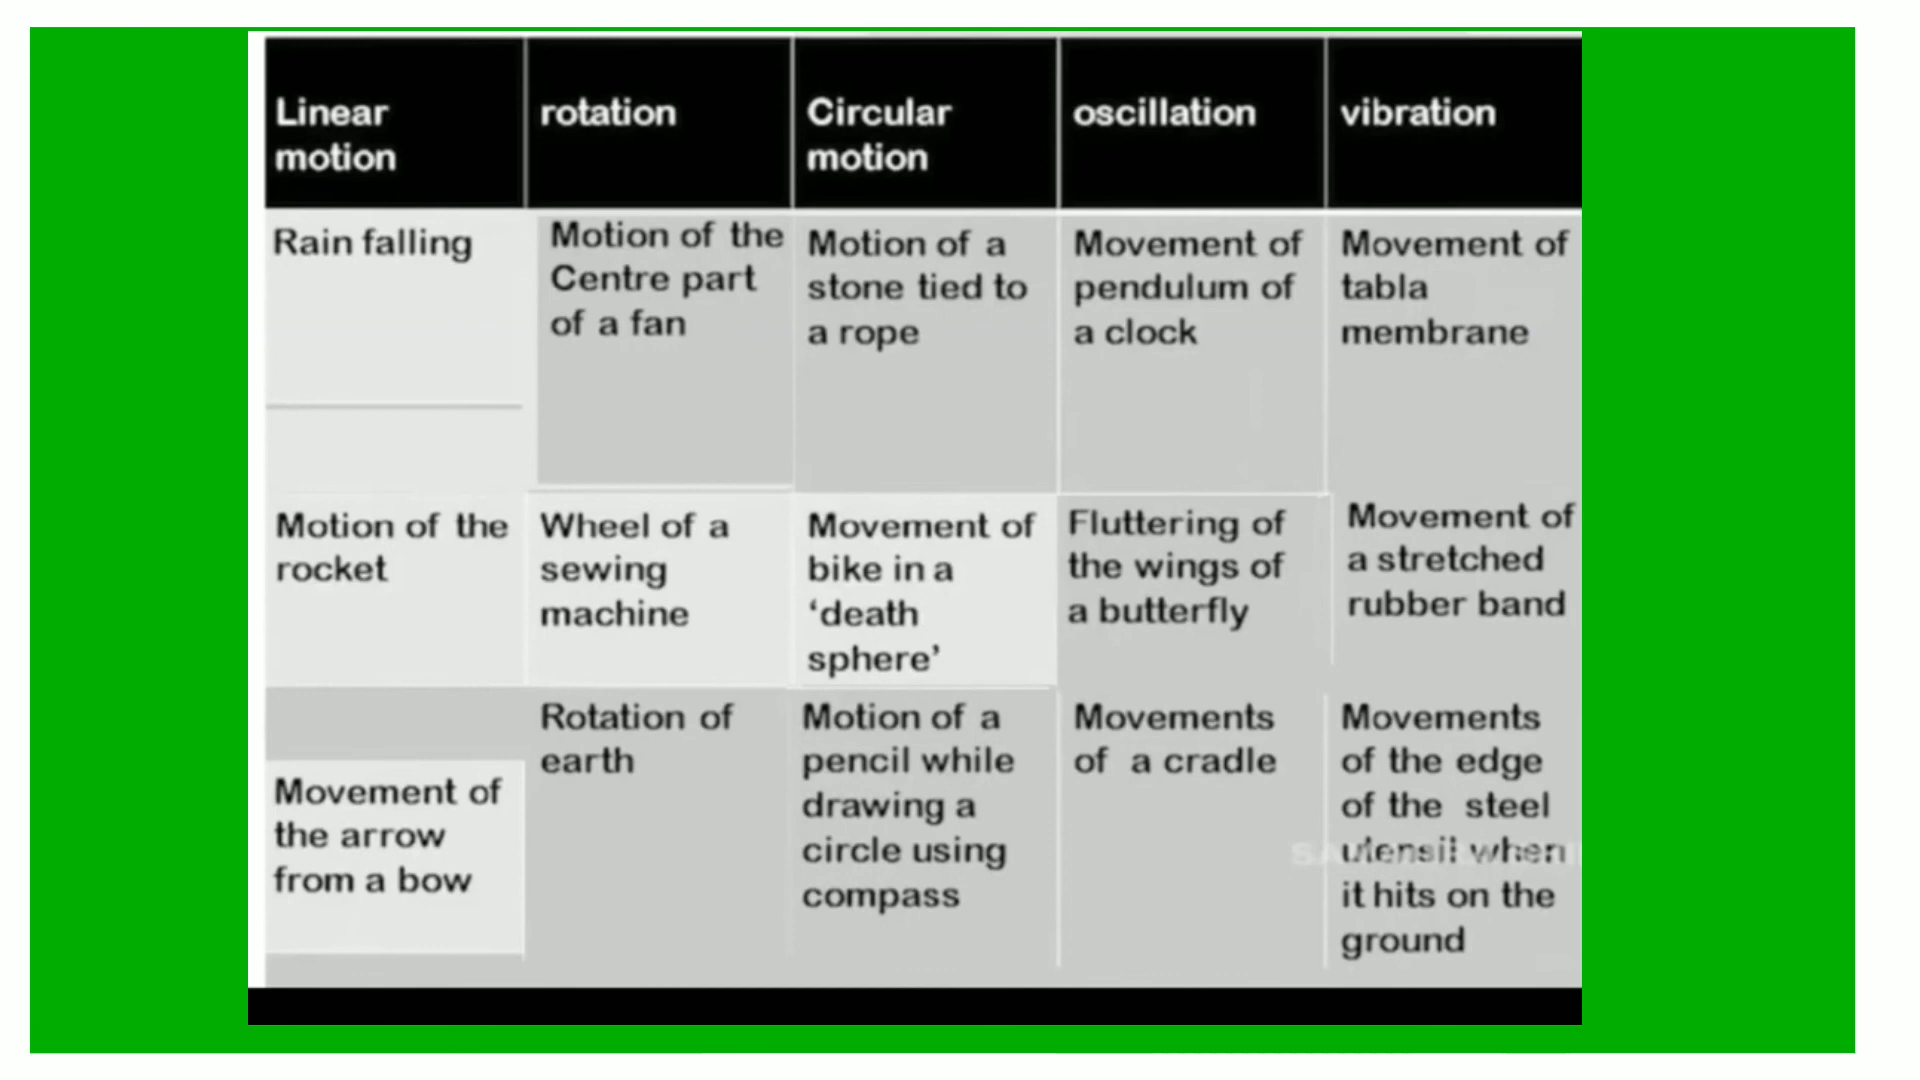 Linear
motion
rotation
Circular
motion
oscillation
vibration
Rain falling
Motion of the
Centre part
of a fan
Motion of a
stone tied to
a rope
Movement of
pendulum of
a clock
Movement of
tabla
membrane
Motion of the
rocket
Wheel of a
sewing
machine
Movement of
bike in a
‘death
sphere’
Fluttering of
the wings of
a butterfly
Movement of
a stretched
rubber band
Movement of
the arrow
from a bow
Rotation of
earth
Motion of a
pencil while
drawing a
circle using
compass
Movements
of a cradle
Movements
of the edge
of the steel
utensil when
it hits on the
ground